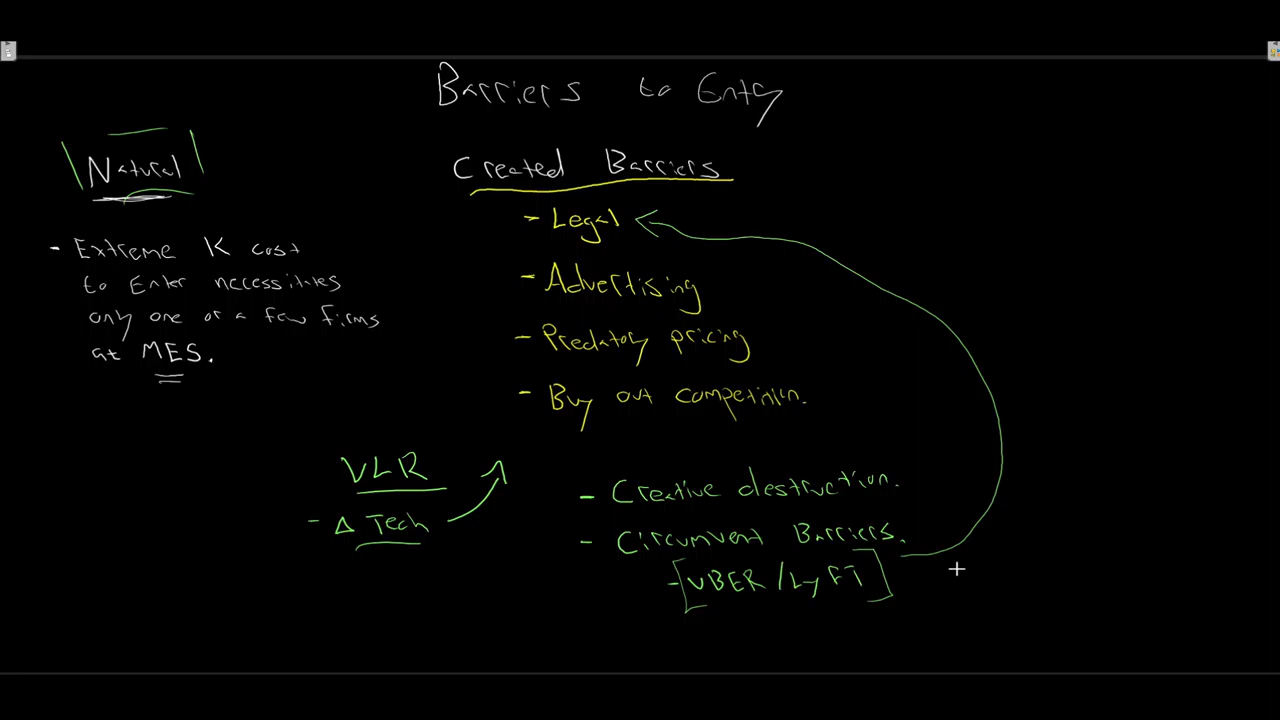 Barriers to Entry
Natural
- Extreme K cost
to Enter necessitites
only one or a few firms
at MES.
Created Barriers
- Legal
- Advertising
- Predatory pricing
- Buy out competition.
VLR
- Δ Tech
- Creative destruction.
- Circumvent Barriers.
- [UBER / LyFT]